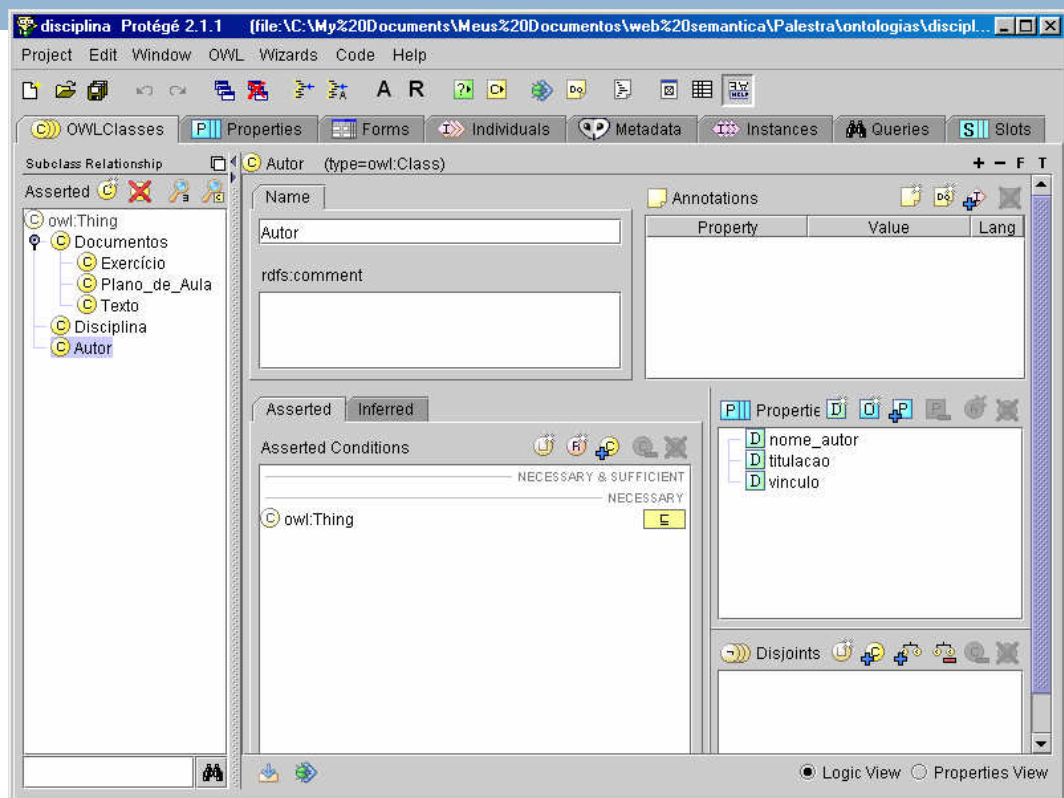 disciplina Protégé 2.1.1 (file:\C:\My%20Documents\Meus%20Documentos\web%20semantica\Palestra\ontologias\discipl...
Project Edit Window OWL Wizards Code Help
A R
OWLClasses Properties Forms Individuals Metadata Instances Queries Slots
Subclass Relationship
Asserted
owl:Thing
Documentos
Exercício
Plano_de_Aula
Texto
Disciplina
Autor
Autor (type=owl:Class)
+ - F T
Name
Autor
rdfs:comment
Annotations
Property Value Lang
Asserted Inferred
Asserted Conditions
NECESSARY & SUFFICIENT
NECESSARY
owl:Thing
Propertie
D nome_autor
D titulacao
D vinculo
Disjoints
Logic View Properties View